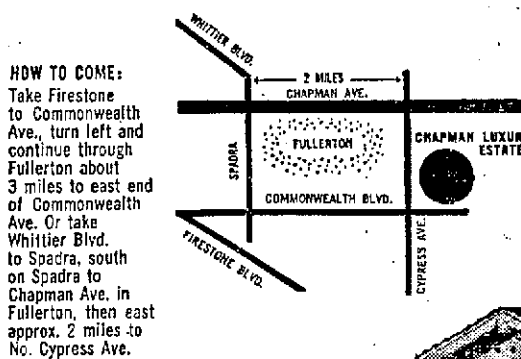 HOW TO COME:
Take Firestone
to Commonwealth
Ave., turn left and
continue through
Fullerton about
3 miles to east end
of Commonwealth
Ave. Or take
Whittier Blvd.
to Spadra, south
on Spadra to
Chapman Ave. in
Fullerton, then east
approx. 2 miles to
No. Cypress Ave.
WHITTIER BLVD.
2 MILES
CHAPMAN AVE.
SPADRA
FULLERTON
CHAPMAN LUXUR
ESTATE
COMMONWEALTH BLVD.
FIRESTONE BLVD.
CYPRESS AVE.